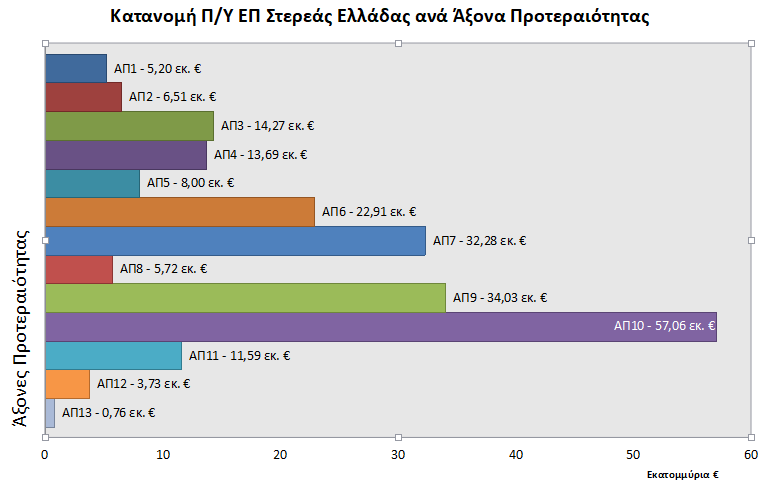 Κατανομή Π/Υ ΕΠ Στερεάς Ελλάδας ανά Άξονα Προτεραιότητας
ΑΠ1 - 5,20 εκ. €
ΑΠ2 - 6,51 εκ. €
ΑΠ3 - 14,27 εκ. €
ΑΠ4 - 13,69 εκ. €
ΑΠ5 - 8,00 εκ. €
ΑΠ6 - 22,91 εκ. €
ΑΠ7 - 32,28 εκ. €
ΑΠ8 - 5,72 εκ. €
ΑΠ9 - 34,03 εκ. €
ΑΠ10 - 57,06 εκ. €
ΑΠ11 - 11,59 εκ. €
ΑΠ12 - 3,73 εκ. €
ΑΠ13 - 0,76 εκ. €
Άξονες Προτεραιότητας
0 10 20 30 40 50 60
Εκατομμύρια €